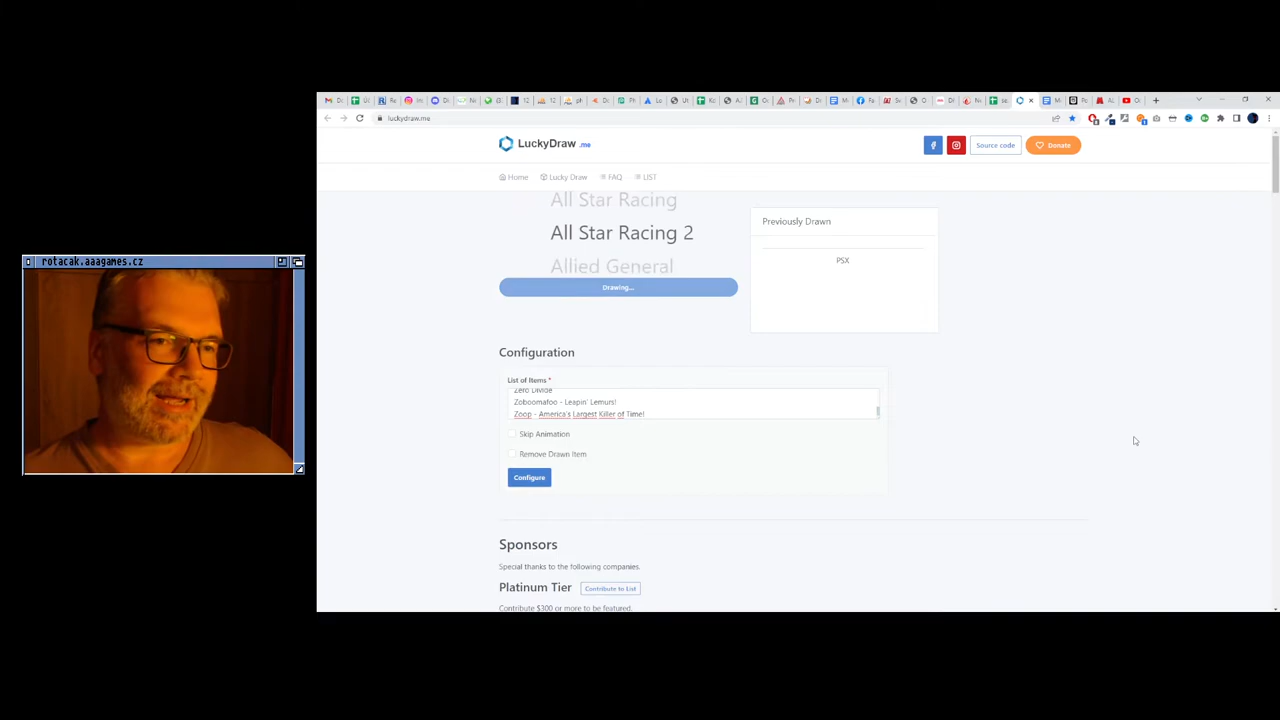 luckydraw.me
LuckyDraw .me
Source code
Donate
Home
Lucky Draw
FAQ
LIST
All Star Racing
All Star Racing 2
Allied General
Drawing...
Previously Drawn
PSX
rotacak.aaagames.cz
Configuration
List of Items *
Zero Divide
Zoboomafoo - Leapin' Lemurs!
Zoop - America's Largest Killer of Time!
Skip Animation
Remove Drawn Item
Configure
Sponsors
Special thanks to the following companies.
Platinum Tier
Contribute to List
Contribute $300 or more to be featured.